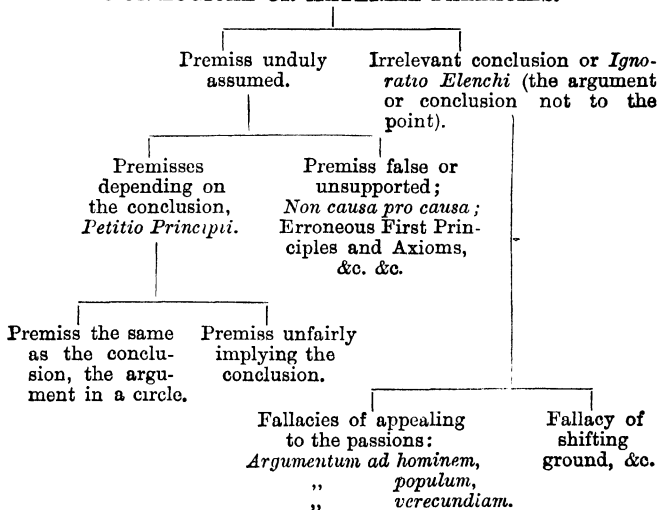 Premiss unduly
assumed.
Irrelevant conclusion or Igno-
ratio Elenchi (the argument
or conclusion not to the
point).
Premisses
depending on
the conclusion,
Petitio Principii.
Premiss false or
unsupported;
Non causa pro causa;
Erroneous First Prin-
ciples and Axioms,
&c. &c.
Premiss the same
as the conclu-
sion, the argu-
ment in a circle.
Premiss unfairly
implying the
conclusion.
Fallacies of appealing
to the passions:
Argumentum ad hominem,
,, populum,
,, verecundiam.
Fallacy of
shifting
ground, &c.